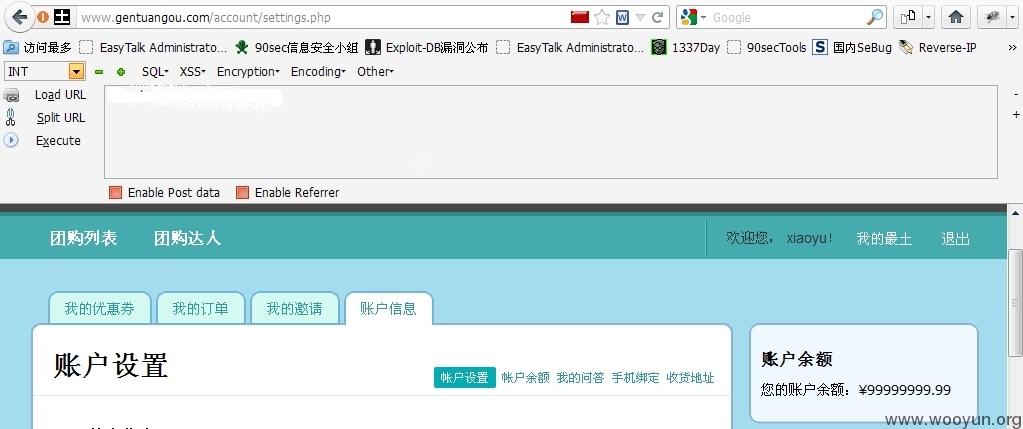 www.gentuangou.com/account/settings.php
Google
访问最多 EasyTalk Administrato... 90sec信息安全小组 Exploit-DB漏洞公布 EasyTalk Administrato... 1337Day 90secTools 国内SeBug Reverse-IP »
INT SQL XSS Encryption Encoding Other
Load URL
Split URL
Execute
Enable Post data Enable Referrer
团购列表 团购达人 欢迎您， xiaoyu! 我的最土 退出
我的优惠券 我的订单 我的邀请 账户信息
账户设置
帐户设置 帐户余额 我的问答 手机绑定 收货地址
账户余额
您的账户余额：¥99999999.99
www.wooyun.org